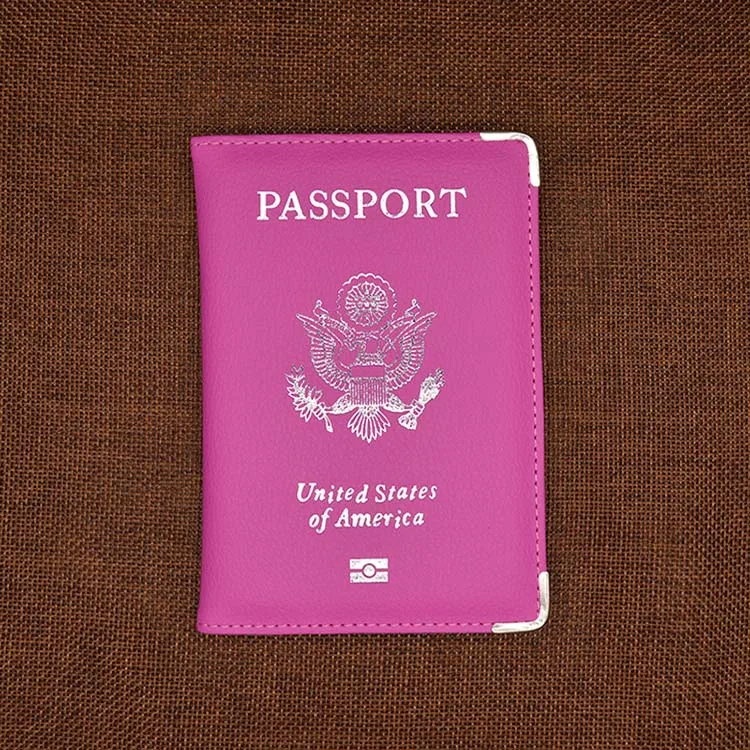 PASSPORT
United States
of America